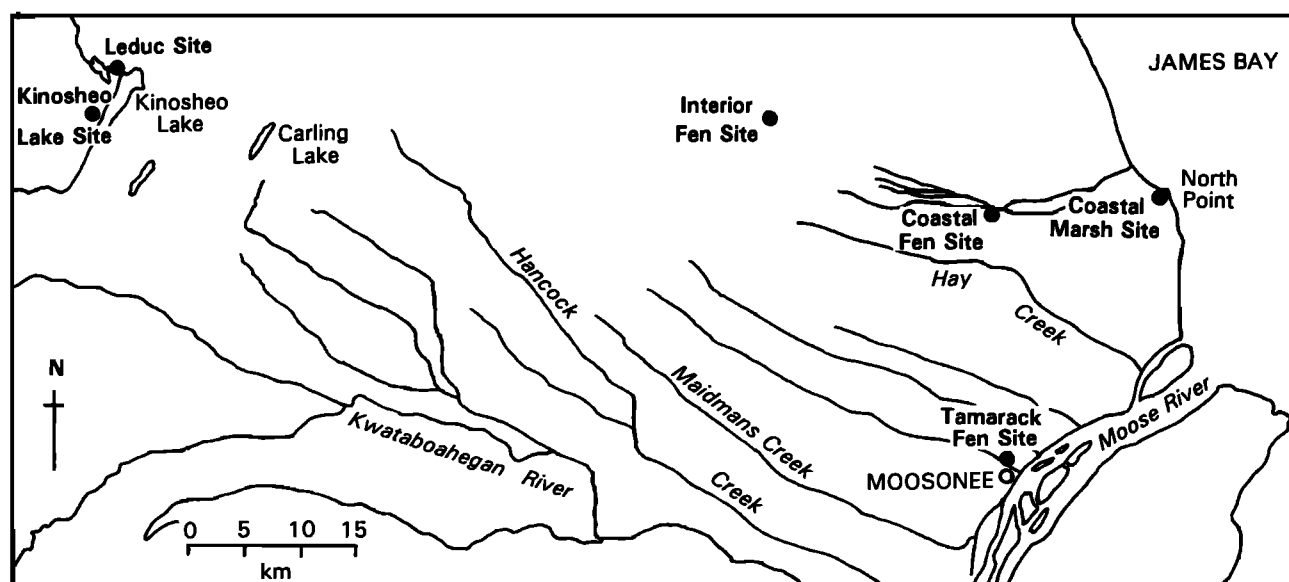 Leduc Site
JAMES BAY
Kinosheo
Lake Site
Kinosheo
Lake
Carling
Lake
Interior
Fen Site
North
Point
Coastal
Marsh Site
Coastal
Fen Site
Hancock
Creek
Hay
Creek
Maidmans Creek
N
Kwataboahegan River
Tamarack
Fen Site
Moose River
MOOSONEE
0 5 10 15
km